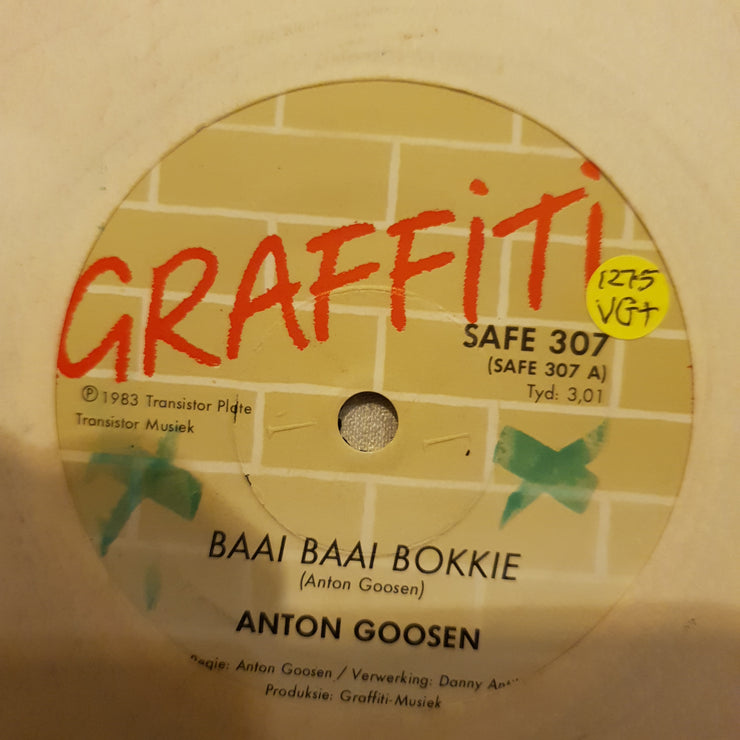 GRAFFiTi
1275
VG+
SAFE 307
(SAFE 307 A)
Tyd: 3,01
℗ 1983 Transistor Plate
Transistor Musiek
BAAI BAAI BOKKIE
(Anton Goosen)
ANTON GOOSEN
Anton Goosen / Verwerking: Danny
Produksie: Graffiti-Musiek